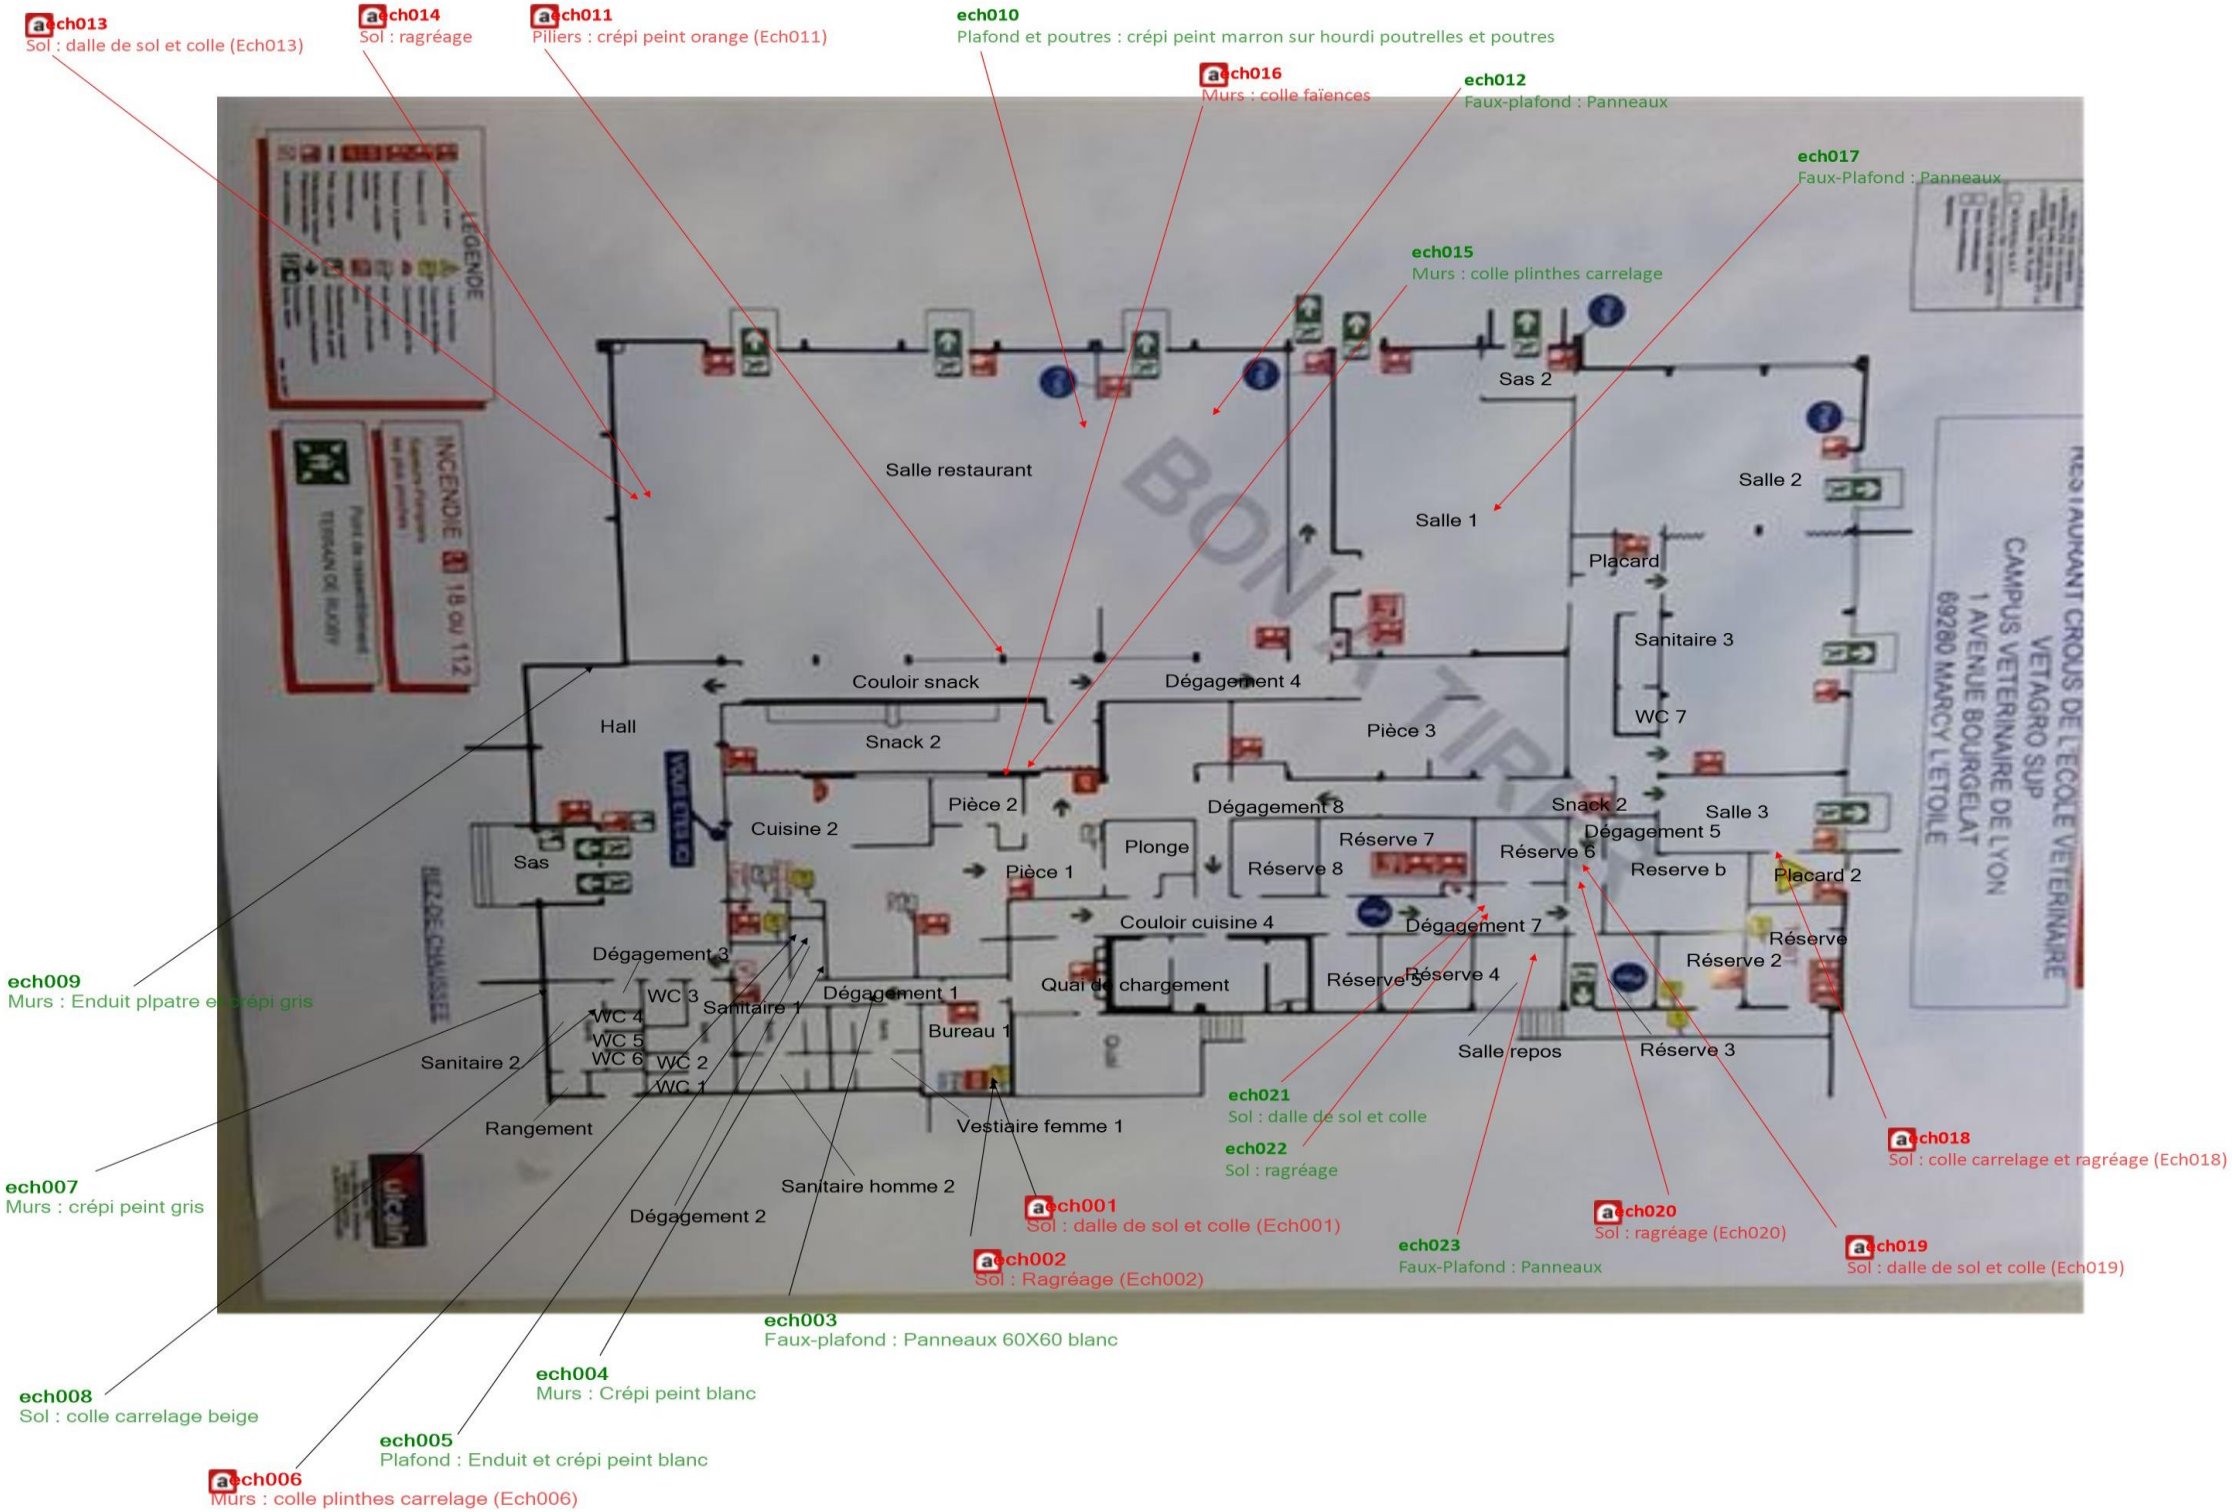 ech013
Sol : dalle de sol et colle (Ech013)
ech014
Sol : ragréage
ech011
Piliers : crépi peint orange (Ech011)
ech010
Plafond et poutres : crépi peint marron sur hourdi poutrelles et poutres
ech016
Murs : colle faïences
ech012
Faux-plafond : Panneaux
ech017
Faux-Plafond : Panneaux
ech015
Murs : colle plinthes carrelage
LEGENDE
INCENDIE 18 ou 112
Point de rassemblement
TERRAIN DE RUGBY
RESTAURANT CROUS DE L'ECOLE VETERINAIRE
VETAGRO SUP
CAMPUS VETERINAIRE DE LYON
1 AVENUE BOURGELAT
69280 MARCY L'ETOILE
BON A TIRER
Sas 2
Salle restaurant
Salle 2
Salle 1
Placard
Sanitaire 3
Couloir snack
Dégagement 4
Hall
WC 7
Snack 2
Pièce 3
VOUS ETES ICI
Pièce 2
Dégagement 8
Snack 2
Salle 3
Cuisine 2
Dégagement 5
Réserve 7
Plonge
Réserve 6
Sas
Pièce 1
Réserve 8
Reserve b
Placard 2
REZ DE CHAUSSEE
Couloir cuisine 4
Dégagement 7
Réserve
Dégagement 3
Réserve 2
Réserve 5
Réserve 4
Quai de chargement
WC 3
Dégagement 1
Sanitaire 1
WC 4
Bureau 1
WC 5
Quai
WC 6
WC 2
Sanitaire 2
Salle repos
Réserve 3
WC 1
Rangement
Vestiaire femme 1
Sanitaire homme 2
Dégagement 2
ech009
Murs : Enduit plpatre et crépi gris
ech021
Sol : dalle de sol et colle
ech022
Sol : ragréage
ech018
Sol : colle carrelage et ragréage (Ech018)
ech007
Murs : crépi peint gris
ech001
Sol : dalle de sol et colle (Ech001)
ech020
Sol : ragréage (Ech020)
ech002
Sol : Ragréage (Ech002)
ech023
Faux-Plafond : Panneaux
ech019
Sol : dalle de sol et colle (Ech019)
ech003
Faux-plafond : Panneaux 60X60 blanc
ech004
Murs : Crépi peint blanc
ech008
Sol : colle carrelage beige
ech005
Plafond : Enduit et crépi peint blanc
ech006
Murs : colle plinthes carrelage (Ech006)